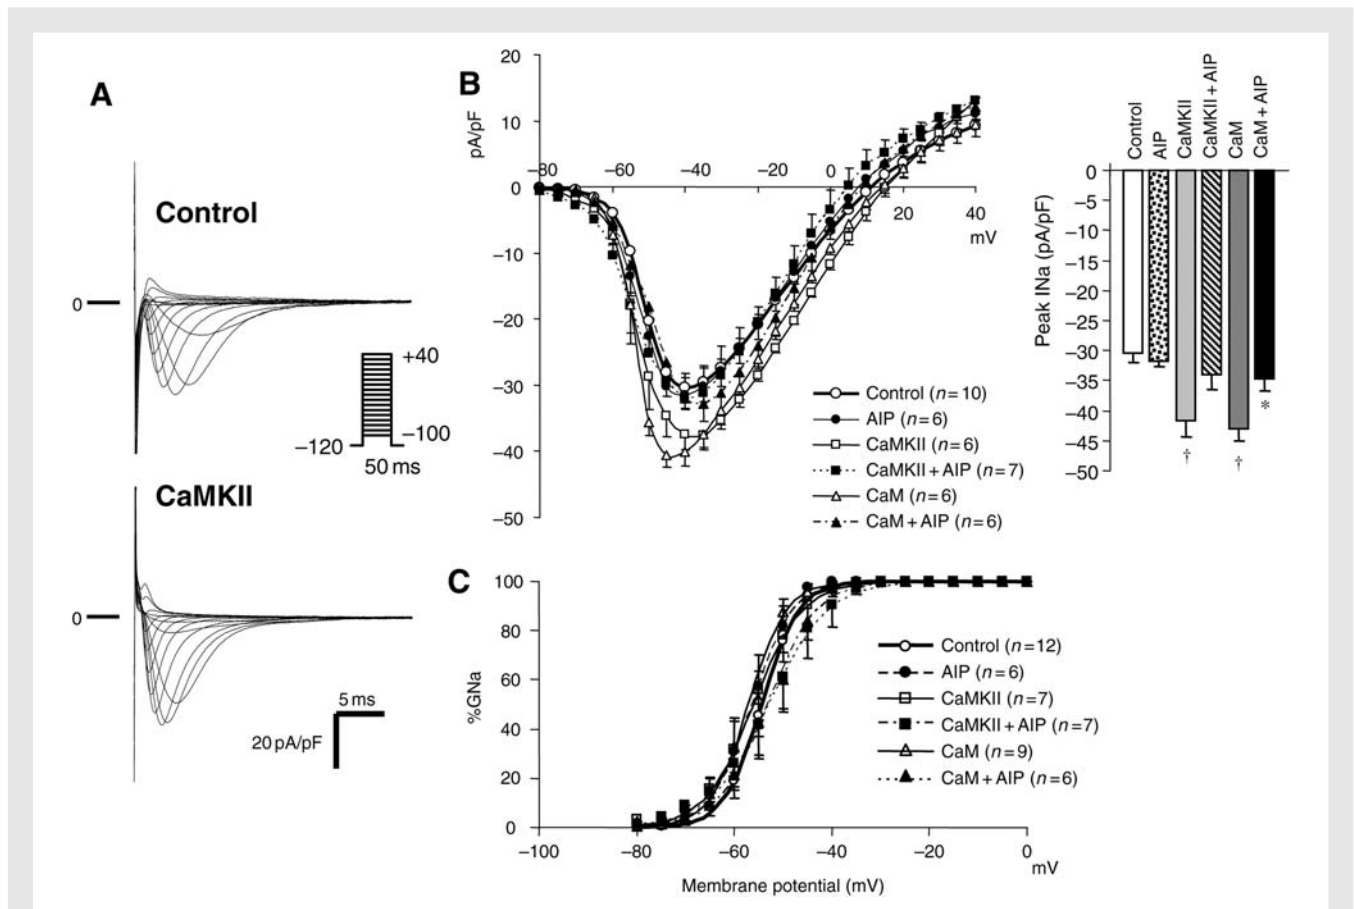 A
Control
0
+40
−120
−100
50 ms
CaMKII
0
5 ms
20 pA/pF
B
pA/pF
20
10
0
−10
−20
−30
−40
−50
−80
−60
−40
−20
0
20
40
mV
Control (n=10)
AIP (n=6)
CaMKII (n=6)
CaMKII+AIP (n=7)
CaM (n=6)
CaM+AIP (n=6)
Control
AIP
CaMKII
CaMKII+AIP
CaM
CaM+AIP
Peak INa (pA/pF)
0
−5
−10
−15
−20
−25
−30
−35
−40
−45
−50
†
†
*
C
%GNa
100
80
60
40
20
0
−100
−80
−60
−40
−20
0
mV
Membrane potential (mV)
Control (n=12)
AIP (n=6)
CaMKII (n=7)
CaMKII+AIP (n=7)
CaM (n=9)
CaM+AIP (n=6)